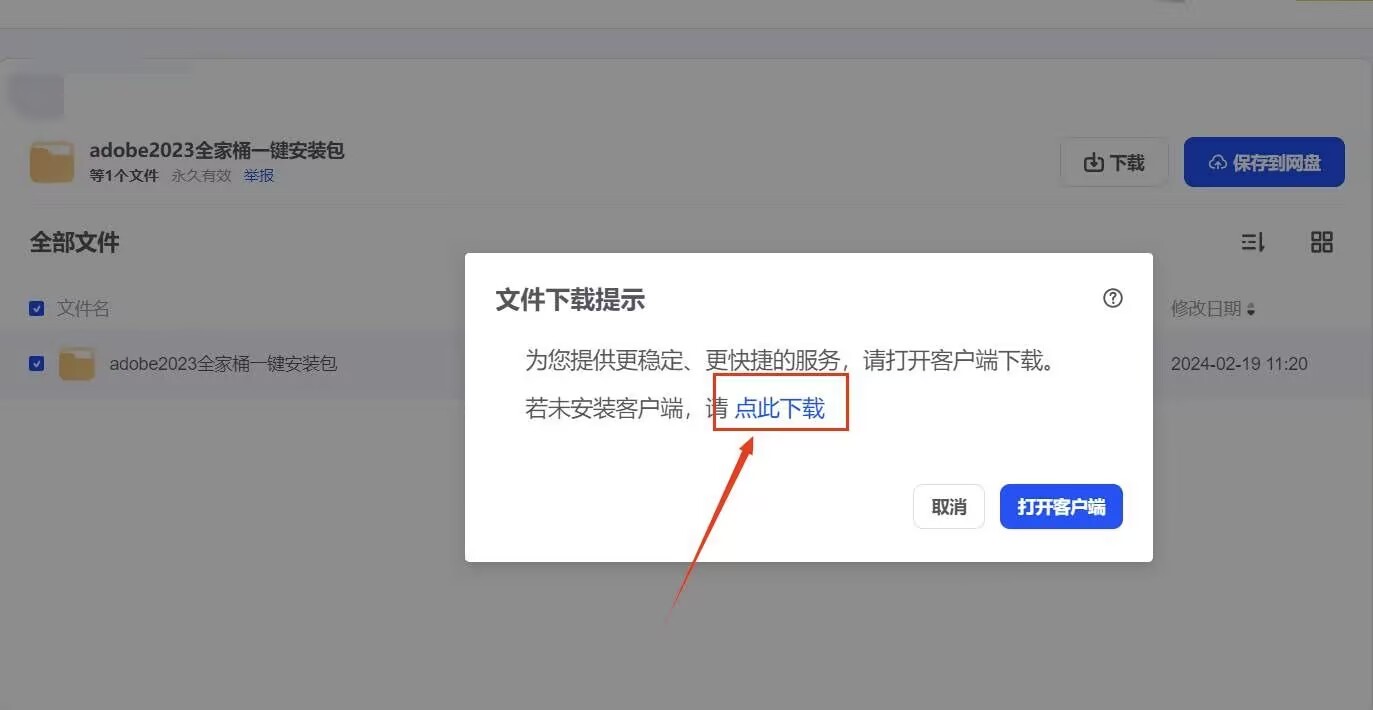 adobe2023全家桶一键安装包
等1个文件 永久有效 举报
下载
保存到网盘
全部文件
文件名
修改日期
adobe2023全家桶一键安装包
2024-02-19 11:20
文件下载提示
为您提供更稳定、更快捷的服务，请打开客户端下载。
若未安装客户端，请 点此下载
取消
打开客户端